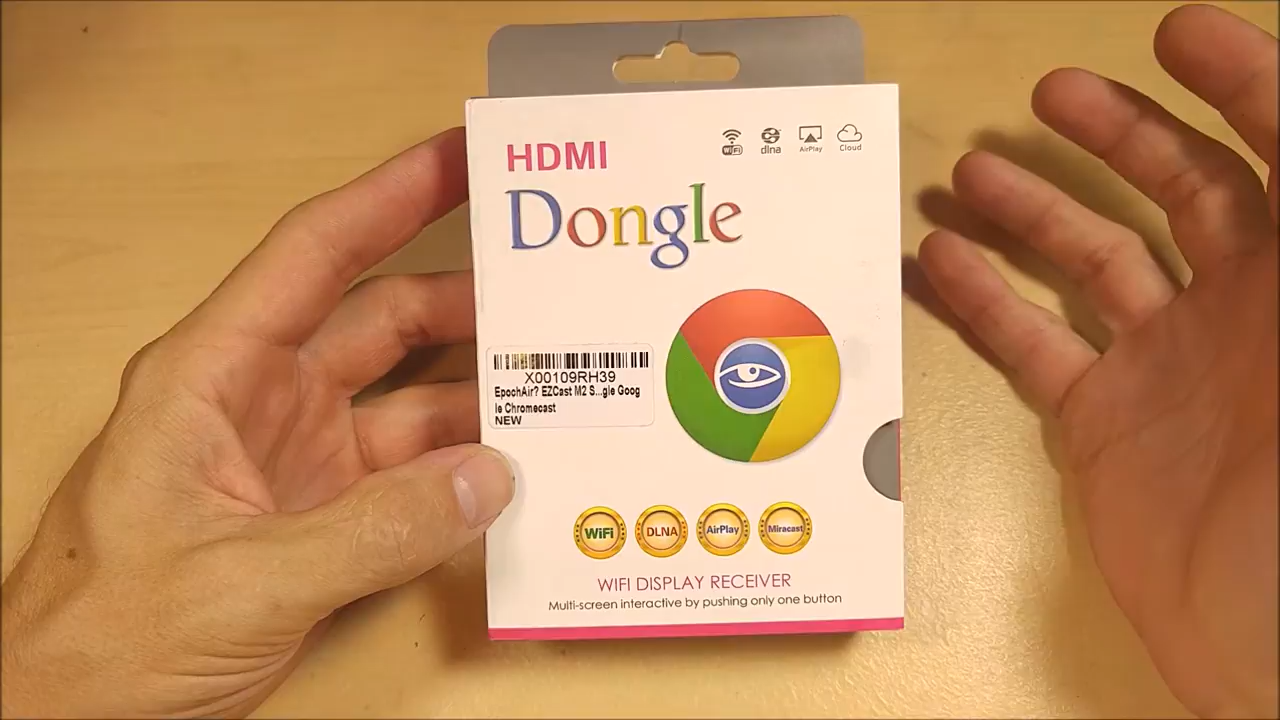 HDMI
Dongle
WiFi
dlna
AirPlay
Cloud
X00109RH39
EpochAir? EZCast M2 S...gle Goog
le Chromecast
NEW
WiFi
DLNA
AirPlay
Miracast
WIFI DISPLAY RECEIVER
Multi-screen interactive by pushing only one button